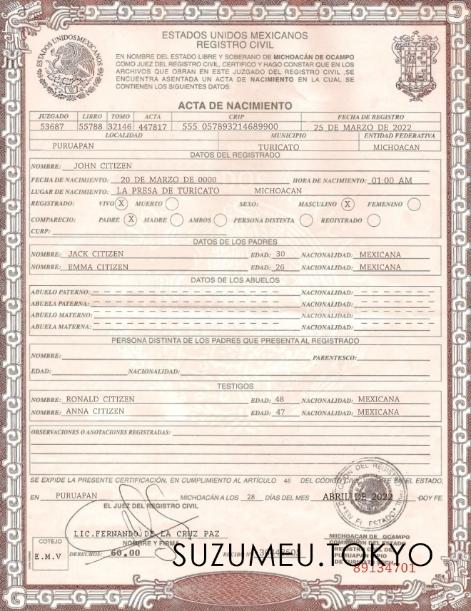 ESTADOS UNIDOS MEXICANOS
REGISTRO CIVIL
EN NOMBRE DEL ESTADO LIBRE Y SOBERANO DE MICHOACÁN DE OCAMPO
COMO JUEZ DEL REGISTRO CIVIL, CERTIFICO Y HAGO CONSTAR QUE EN LOS
ARCHIVOS QUE OBRAN EN ESTE JUZGADO DEL REGISTRO CIVIL, SE
ENCUENTRA ASENTADA UN ACTA DE NACIMIENTO EN LA CUAL SE
CONTIENEN LOS SIGUIENTES DATOS:
ACTA DE NACIMIENTO
JUZGADO LIBRO TOMO ACTA CRIP FECHA DE REGISTRO
53687 55788 32146 447817 555 057893214689900 25 DE MARZO DE 2022
LOCALIDAD MUNICIPIO ENTIDAD FEDERATIVA
PURUAPAN TURICATO MICHOACAN
DATOS DEL REGISTRADO
NOMBRE: JOHN CITIZEN
FECHA DE NACIMIENTO: 20 DE MARZO DE 0000 HORA DE NACIMIENTO: 01:00 AM
LUGAR DE NACIMIENTO: LA PRESA DE TURICATO MICHOACAN
REGISTRADO: VIVO X MUERTO SEXO: MASCULINO X FEMENINO
COMPARECIO: PADRE X MADRE AMBOS PERSONA DISTINTA REGISTRADO
CURP:
DATOS DE LOS PADRES
NOMBRE: JACK CITIZEN EDAD: 30 NACIONALIDAD: MEXICANA
NOMBRE: EMMA CITIZEN EDAD: 26 NACIONALIDAD: MEXICANA
DATOS DE LOS ABUELOS
ABUELO PATERNO: NACIONALIDAD:
ABUELA PATERNA: NACIONALIDAD:
ABUELO MATERNO: NACIONALIDAD:
ABUELA MATERNA: NACIONALIDAD:
PERSONA DISTINTA DE LOS PADRES QUE PRESENTA AL REGISTRADO
NOMBRE: PARENTESCO:
EDAD: NACIONALIDAD:
TESTIGOS
NOMBRE: RONALD CITIZEN EDAD: 48 NACIONALIDAD: MEXICANA
NOMBRE: ANNA CITIZEN EDAD: 47 NACIONALIDAD: MEXICANA
OBSERVACIONES O ANOTACIONES REGISTRADAS:
SE EXPIDE LA PRESENTE CERTIFICACIÓN, EN CUMPLIMIENTO AL ARTICULO 48 DEL CÓDIGO EN EL ESTADO,
EN PURUAPAN MICHOACÁN A LOS 28 DÍAS DEL MES ABRIL DE 2022 DOY FE
EL JUEZ DEL REGISTRO CIVIL
LIC.FERNANDO DE LA CRUZ PAZ
NOMBRE Y FIRMA
COTEJO
E.M.V
DERECHOS: 60.00
MICHOACAN DE OCAMPO
SUZUMEU.TOKYO
89134701